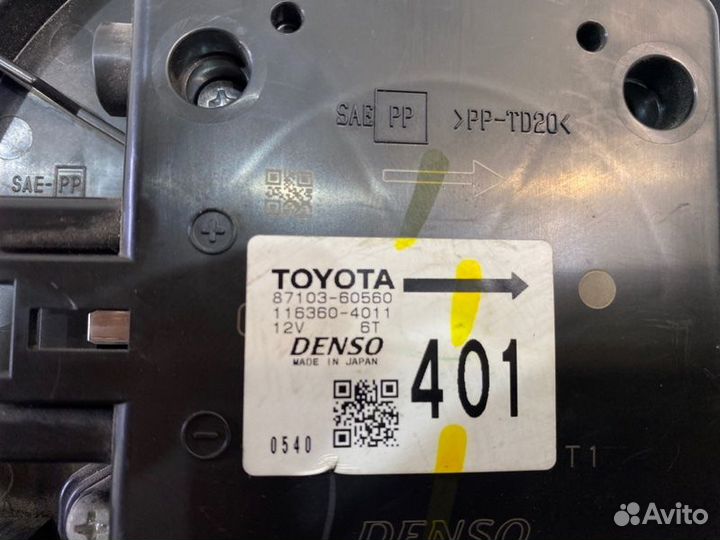 SAE PP >PP-TD20<
SAE-PP
TOYOTA
87103-60560
116360-4011
12V 6T
DENSO
MADE IN JAPAN
401
0540
T1
DENSO
Avito